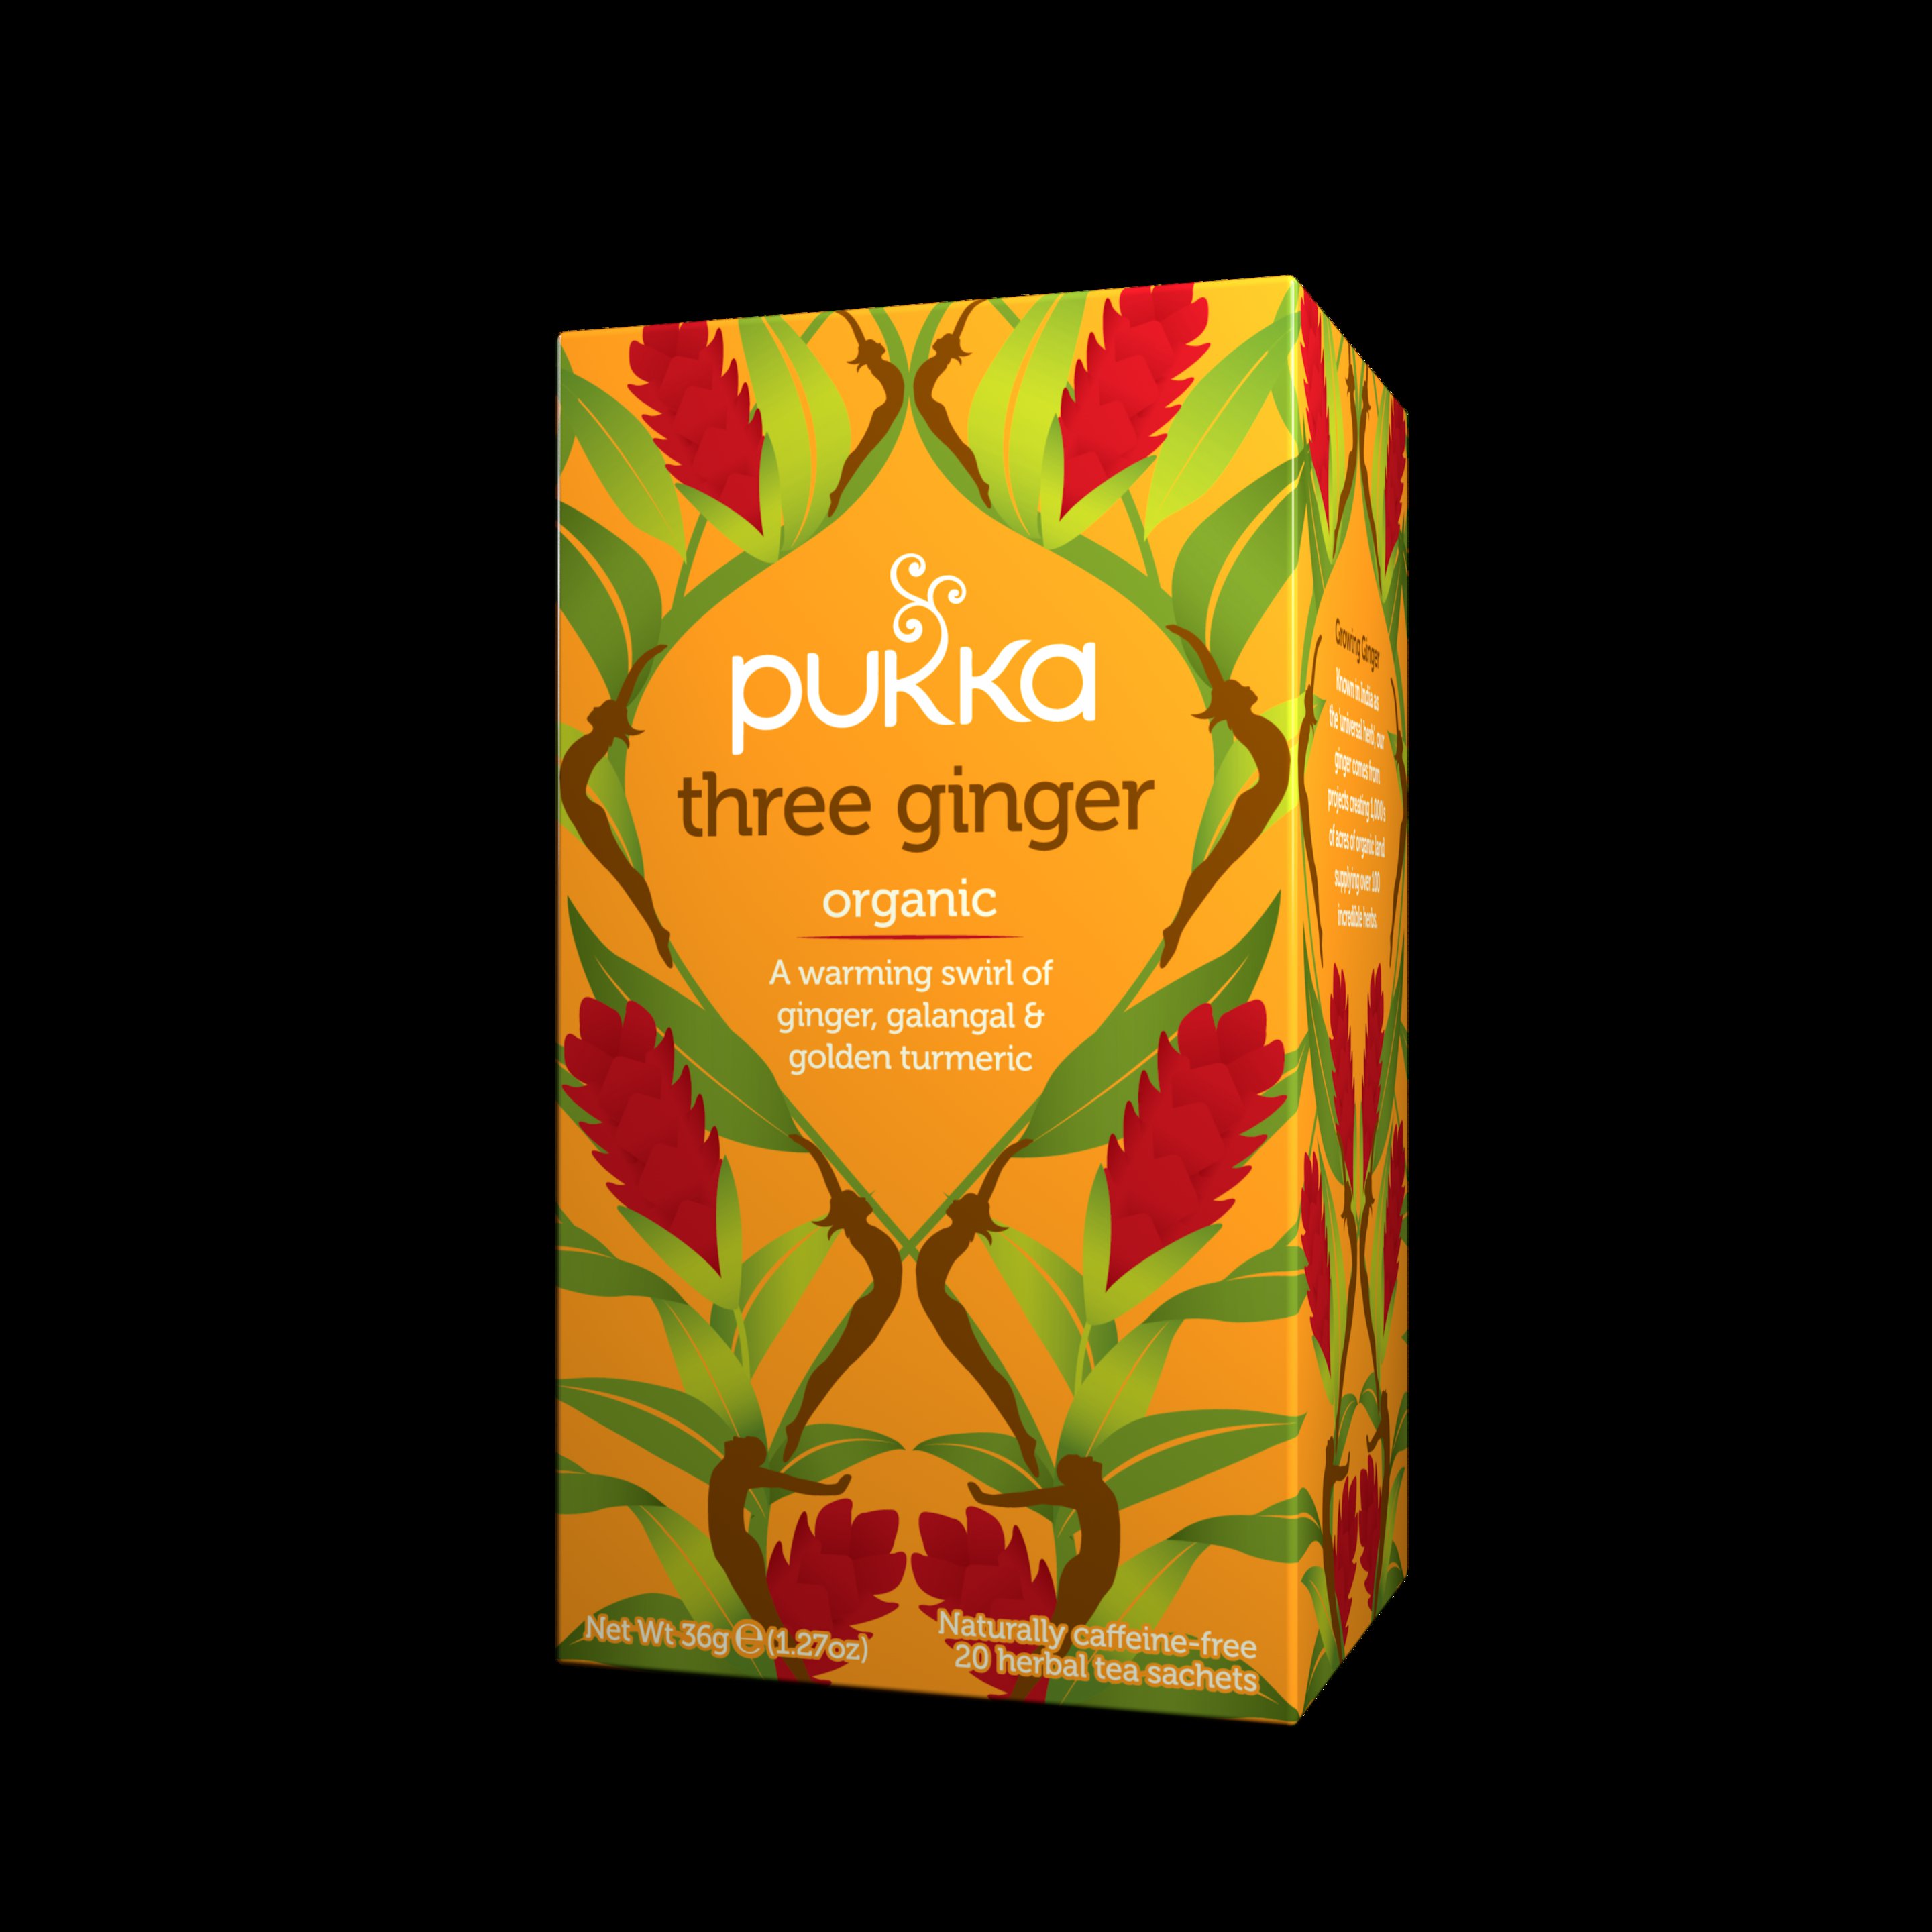 pukka
three ginger
organic
A warming swirl of
ginger, galangal &
golden turmeric
Net Wt 36g ℮ (1.27oz)
Naturally caffeine-free
20 herbal tea sachets
Growing Ginger
Known in India as
the 'universal herb', our
ginger comes from
projects creating 1,000's
of acres of organic land
supplying over 100
incredible herbs.